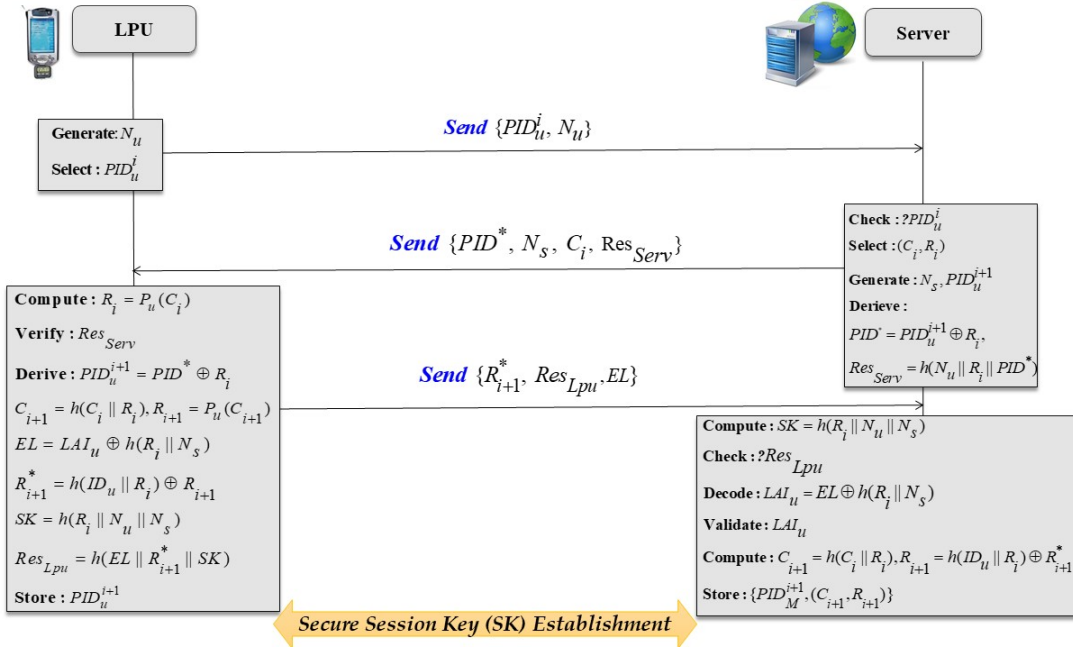 LPU
Server
Generate: N_u
Select : PID_u^i
Send {PID_u^i, N_u}
Check : ?PID_u^i
Select : (C_i, R_i)
Generate : N_s, PID_u^{i+1}
Derieve :
PID^* = PID_u^{i+1} ⊕ R_i,
Res_Serv = h(N_u || R_i || PID^*)
Send {PID^*, N_s, C_i, Res_Serv}
Compute : R_i = P_u(C_i)
Verify : Res_Serv
Derive : PID_u^{i+1} = PID^* ⊕ R_i
C_{i+1} = h(C_i || R_i), R_{i+1} = P_u(C_{i+1})
EL = LAI_u ⊕ h(R_i || N_s)
R_{i+1}^* = h(ID_u || R_i) ⊕ R_{i+1}
SK = h(R_i || N_u || N_s)
Res_Lpu = h(EL || R_{i+1}^* || SK)
Store : PID_u^{i+1}
Send {R_{i+1}^*, Res_Lpu, EL}
Compute : SK = h(R_i || N_u || N_s)
Check : ?Res_Lpu
Decode : LAI_u = EL ⊕ h(R_i || N_s)
Validate : LAI_u
Compute : C_{i+1} = h(C_i || R_i), R_{i+1} = h(ID_u || R_i) ⊕ R_{i+1}^*
Store : {PID_M^{i+1}, (C_{i+1}, R_{i+1})}
Secure Session Key (SK) Establishment